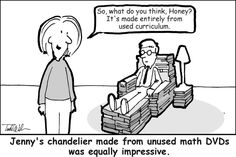 So, what do you think, Honey?
It's made entirely from
used curriculum.
Jenny's chandelier made from unused math DVDs
was equally impressive.